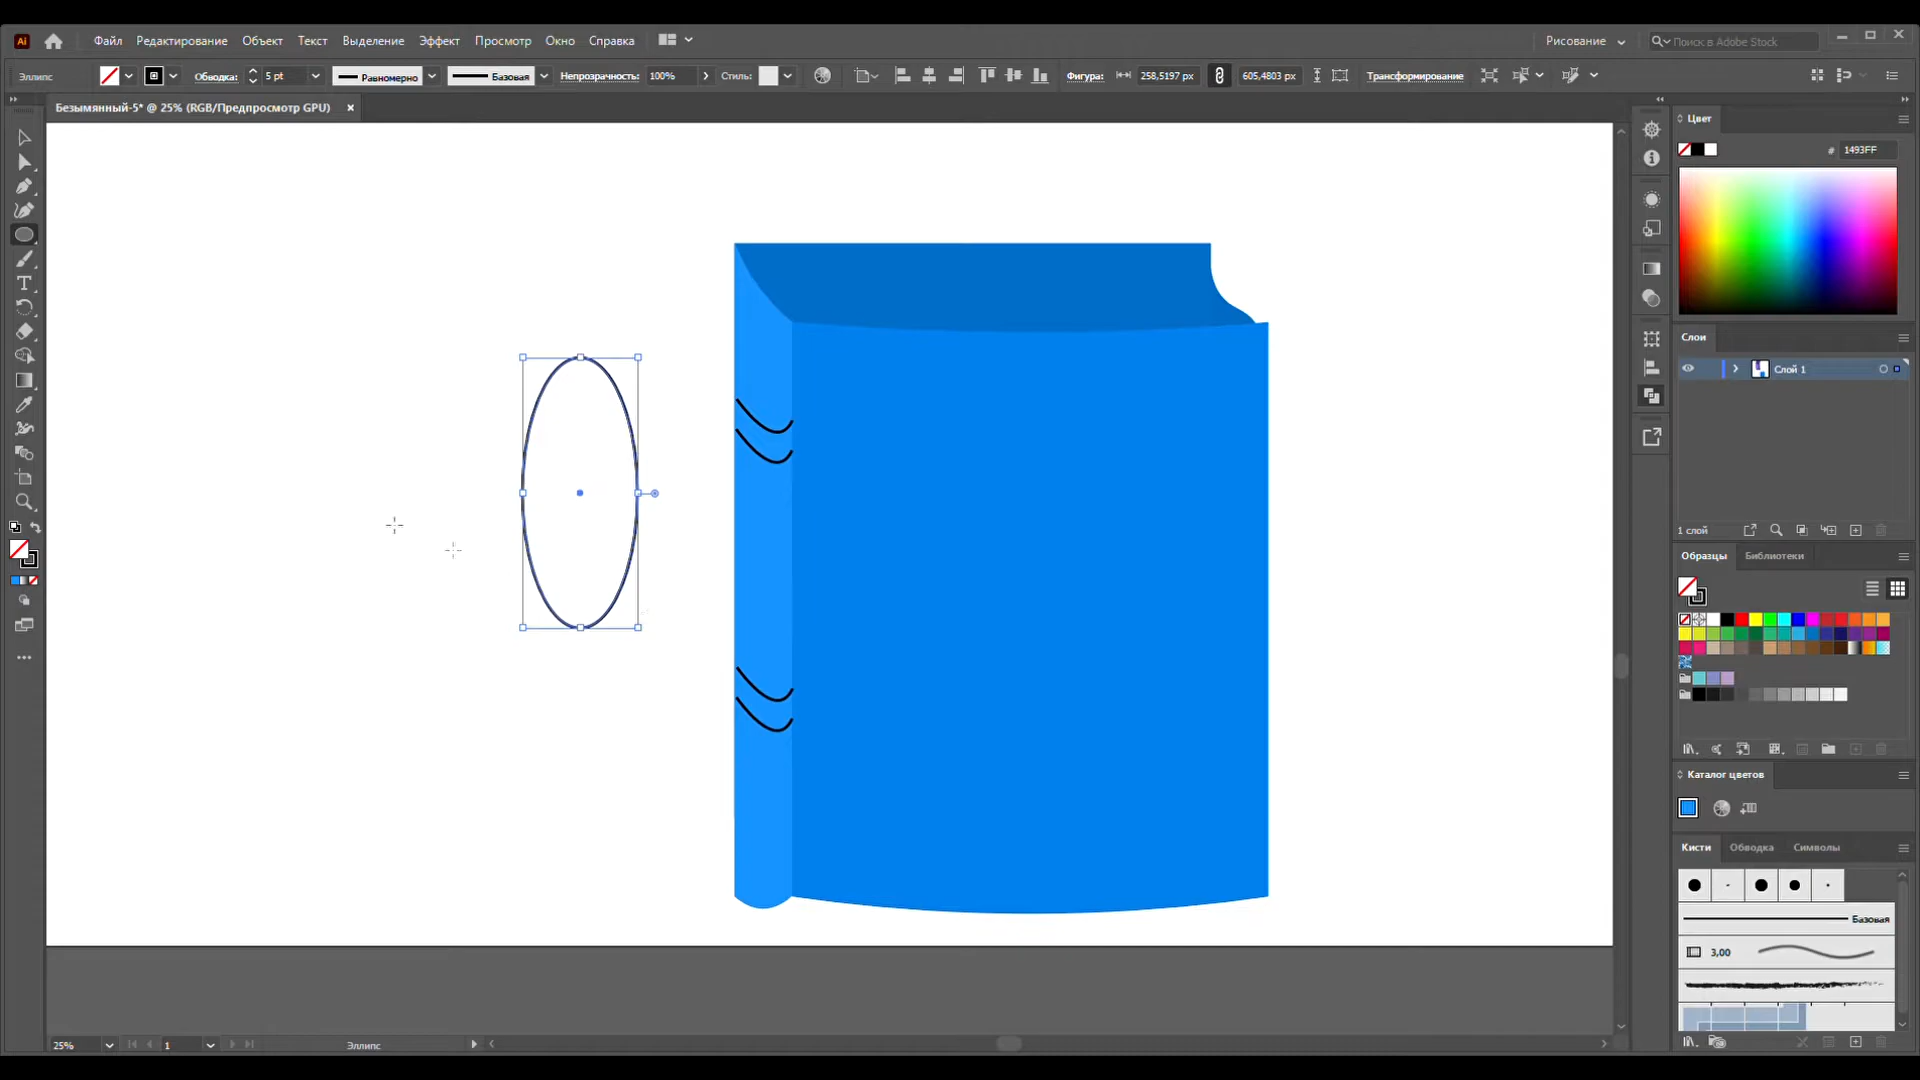 Ai Файл Редактирование Объект Текст Выделение Эффект Просмотр Окно Справка Рисование Поиск в Adobe Stock
Эллипс Обводка: 5 pt Равномерно Базовая Непрозрачность: 100% Стиль: Фигура: 258,5197 px 605,4803 px Трансформирование
Безымянный-5* @ 25% (RGB/Предпросмотр GPU) ×
Цвет
# 1493FF
Слои
Слой 1
1 слой
Образцы Библиотеки
Каталог цветов
Кисти Обводка Символы
Базовая
3,00
25% 1 Эллипс